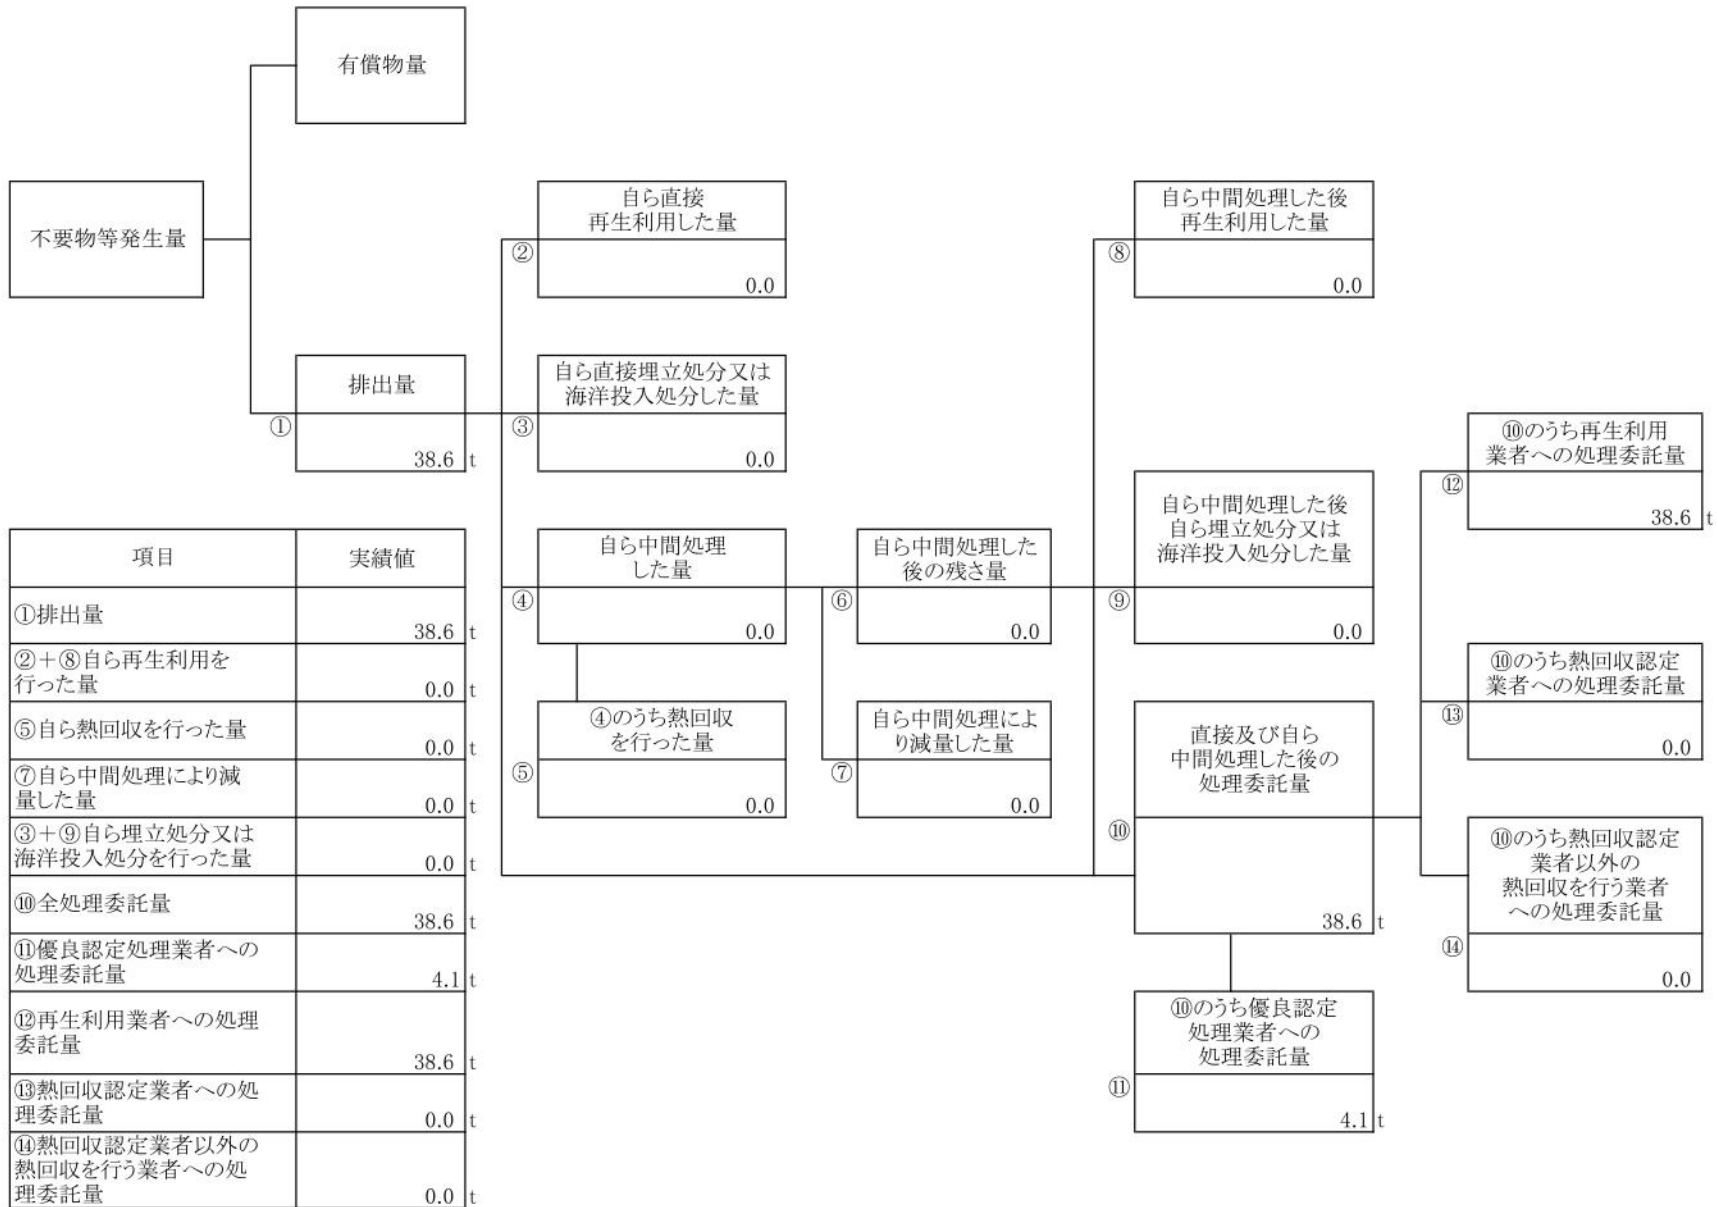 有償物量
不要物等発生量
自ら直接
再生利用した量
②
0.0
自ら中間処理した後
再生利用した量
⑧
0.0
排出量
①
38.6 t
自ら直接埋立処分又は
海洋投入処分した量
③
0.0
⑩のうち再生利用
業者への処理委託量
⑫
38.6 t
自ら中間処理
した量
④
0.0
自ら中間処理した
後の残さ量
⑥
0.0
自ら中間処理した後
自ら埋立処分又は
海洋投入処分した量
⑨
0.0
⑩のうち熱回収認定
業者への処理委託量
⑬
0.0
④のうち熱回収
を行った量
⑤
0.0
自ら中間処理によ
り減量した量
⑦
0.0
直接及び自ら
中間処理した後の
処理委託量
⑩
38.6 t
⑩のうち熱回収認定
業者以外の
熱回収を行う業者
への処理委託量
⑭
0.0
⑩のうち優良認定
処理業者への
処理委託量
⑪
4.1 t
項目 実績値
①排出量
38.6 t
②+⑧自ら再生利用を
行った量
0.0 t
⑤自ら熱回収を行った量
0.0 t
⑦自ら中間処理により減
量した量
0.0 t
③+⑨自ら埋立処分又は
海洋投入処分を行った量
0.0 t
⑩全処理委託量
38.6 t
⑪優良認定処理業者への
処理委託量
4.1 t
⑫再生利用業者への処理
委託量
38.6 t
⑬熱回収認定業者への処
理委託量
0.0 t
⑭熱回収認定業者以外の
熱回収を行う業者への処
理委託量
0.0 t